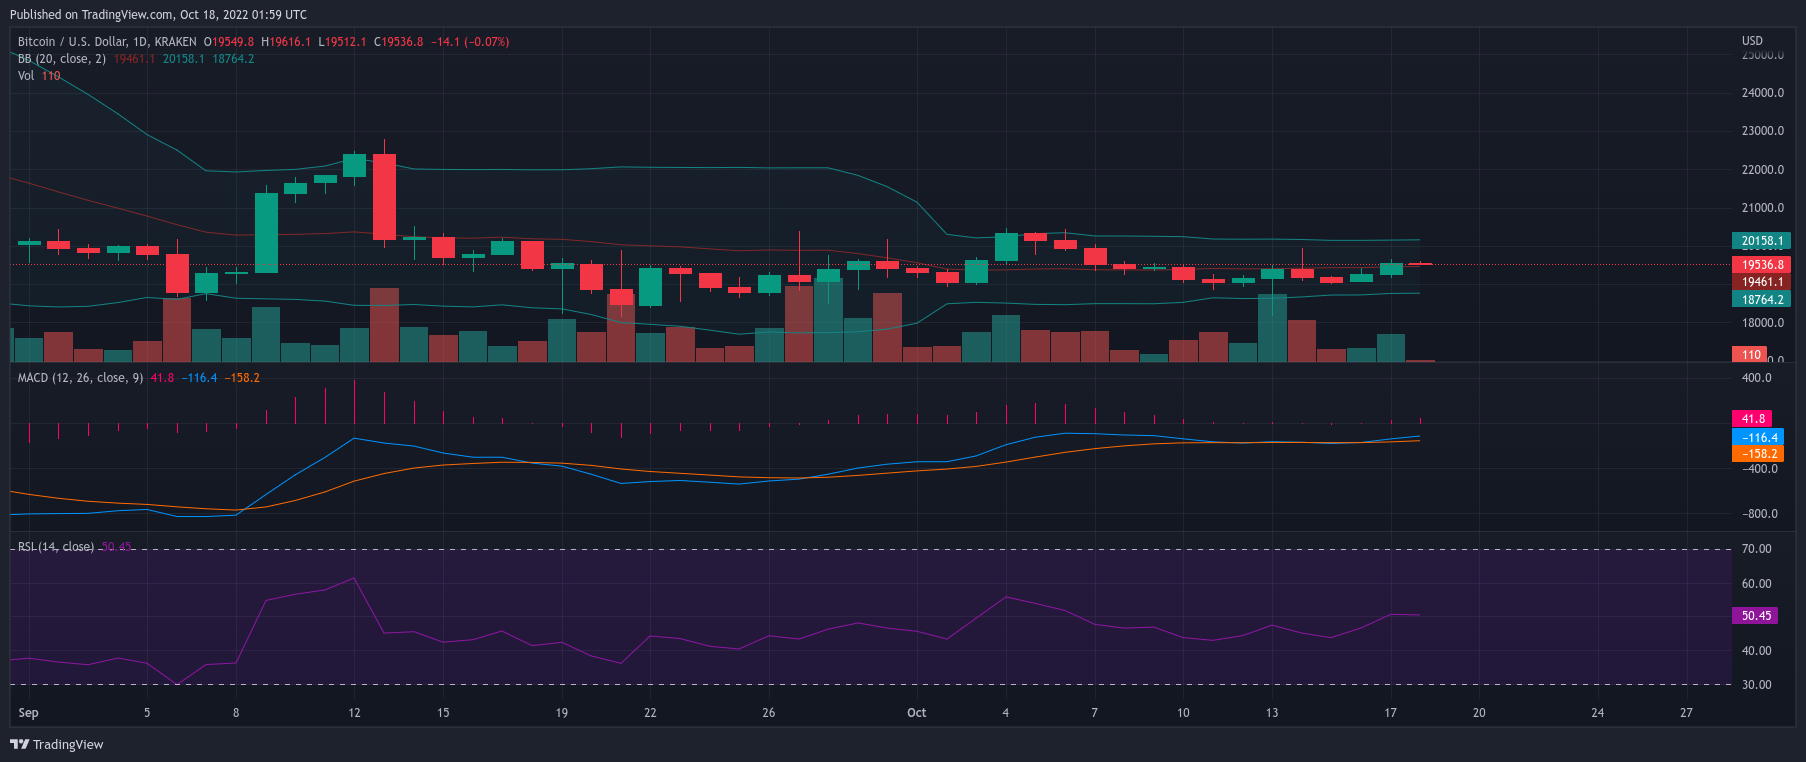 Published on TradingView.com, Oct 18, 2022 01:59 UTC
Bitcoin / U.S. Dollar, 1D, KRAKEN O19549.8 H19616.1 L19512.1 C19536.8 −14.1 (−0.07%)
BB (20, close, 2) 19461.1 20158.1 18764.2
Vol 110
USD
25000.0
24000.0
23000.0
22000.0
21000.0
20158.1
19536.8
19461.1
18764.2
18000.0
110
MACD (12, 26, close, 9) 41.8 −116.4 −158.2
400.0
41.8
−116.4
−158.2
−400.0
−800.0
RSI (14, close) 50.45
70.00
60.00
50.45
40.00
30.00
Sep 5 8 12 15 19 22 26 Oct 4 7 10 13 17 20 24 27
TradingView